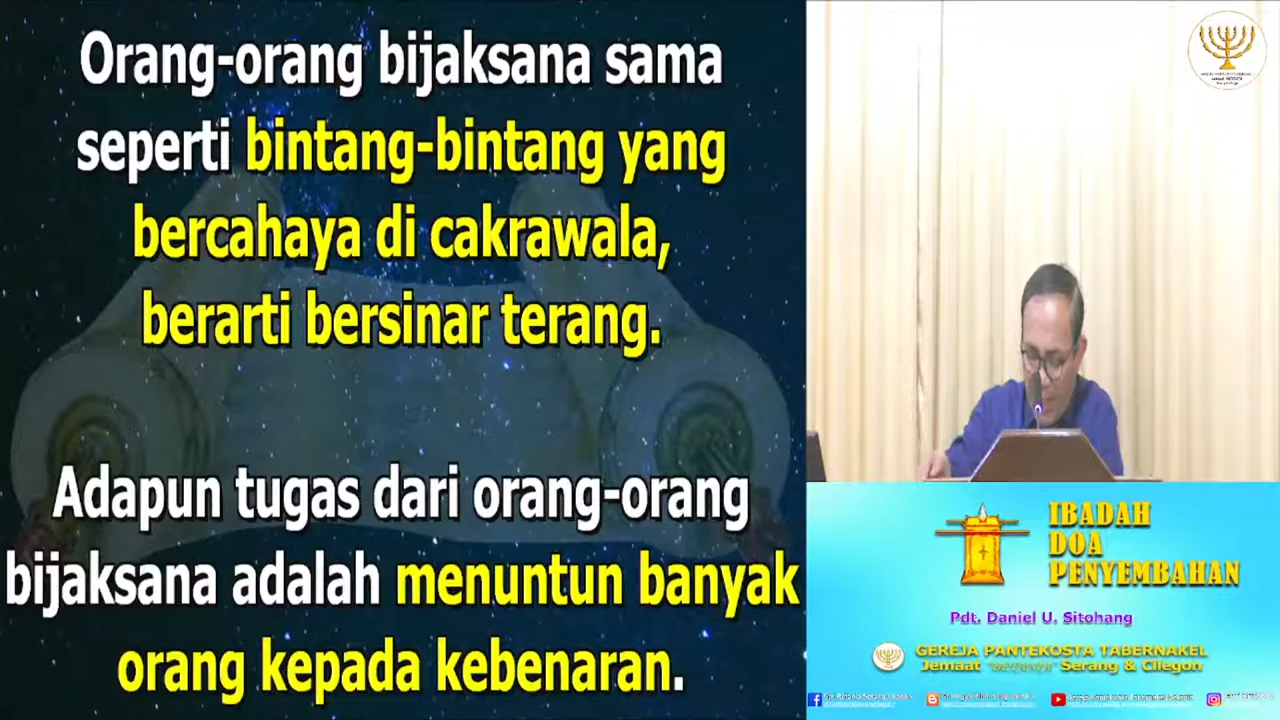 Orang-orang bijaksana sama
seperti bintang-bintang yang
bercahaya di cakrawala,
berarti bersinar terang.
Adapun tugas dari orang-orang
bijaksana adalah menuntun banyak
orang kepada kebenaran.
IBADAH
DOA
PENYEMBAHAN
Pdt. Daniel U. Sitohang
GEREJA PANTEKOSTA TABERNAKEL
Jemaat "BETANIA" Serang & Cilegon